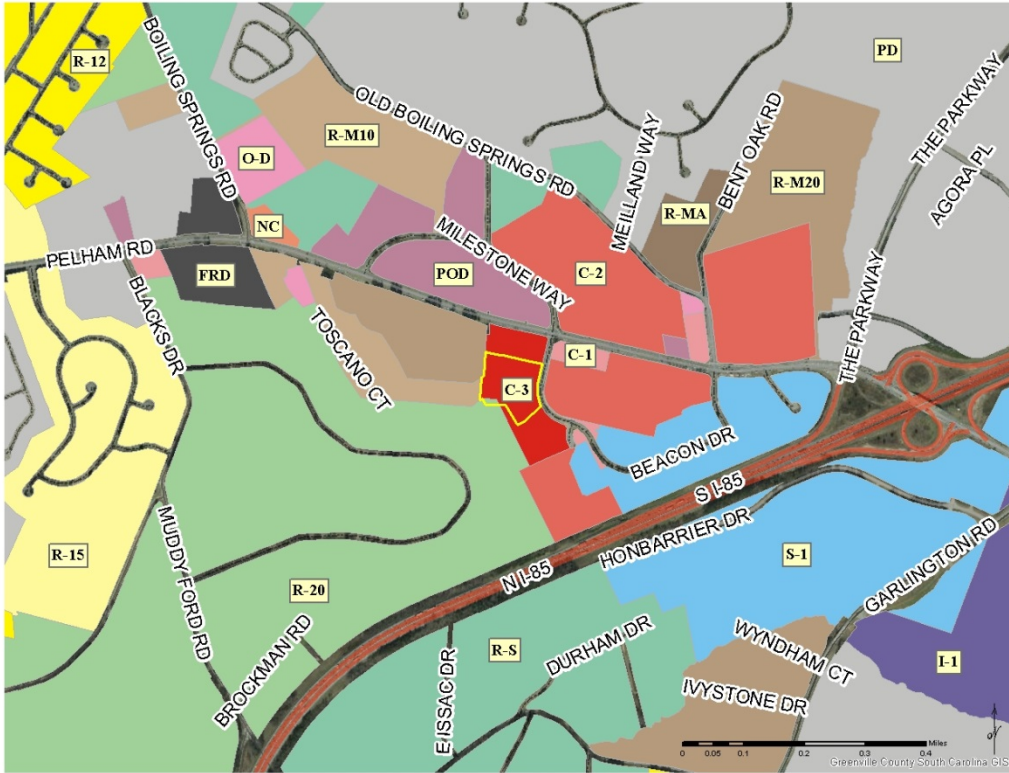 R-12
BOILING SPRINGS RD
PD
OLD BOILING SPRINGS RD
THE PARKWAY
R-M10
MEILLAND WAY
BENT OAK RD
O-D
R-M20
AGORA PL
R-MA
NC
MILESTONE WAY
PELHAM RD
FRD
POD
C-2
THE PARKWAY
BLACKS DR
TOSCANO CT
C-1
C-3
BEACON DR
S I-85
HONBARRIER DR
MUDDY FORD RD
R-15
N I-85
S-1
GARLINGTON RD
R-20
BROCKMAN RD
R-S
DURHAM DR
WYNDHAM CT
I-1
E ISSAC DR
IVYSTONE DR
Miles
0 0.05 0.1 0.2 0.3 0.4
Greenville County South Carolina GIS